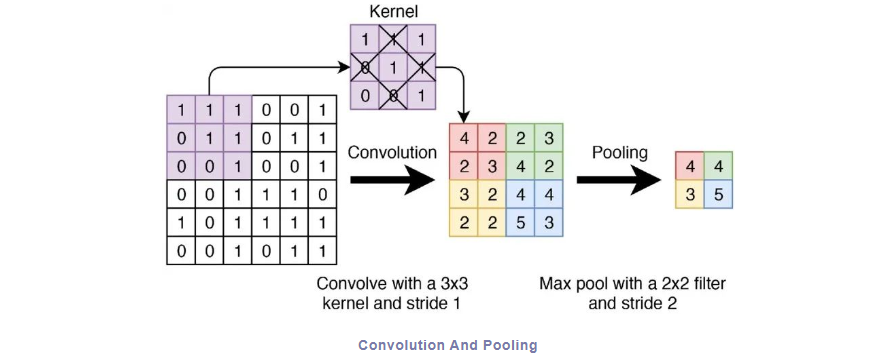 Kernel
1 1 1
0 1 1
0 0 1
1 1 1 0 0 1
0 1 1 0 1 1
0 0 1 0 0 1
0 0 1 1 1 0
1 0 1 1 1 1
0 0 1 0 1 1
Convolution
4 2 2 3
2 3 4 2
3 2 4 4
2 2 5 3
Pooling
4 4
3 5
Convolve with a 3x3
kernel and stride 1
Max pool with a 2x2 filter
and stride 2
Convolution And Pooling